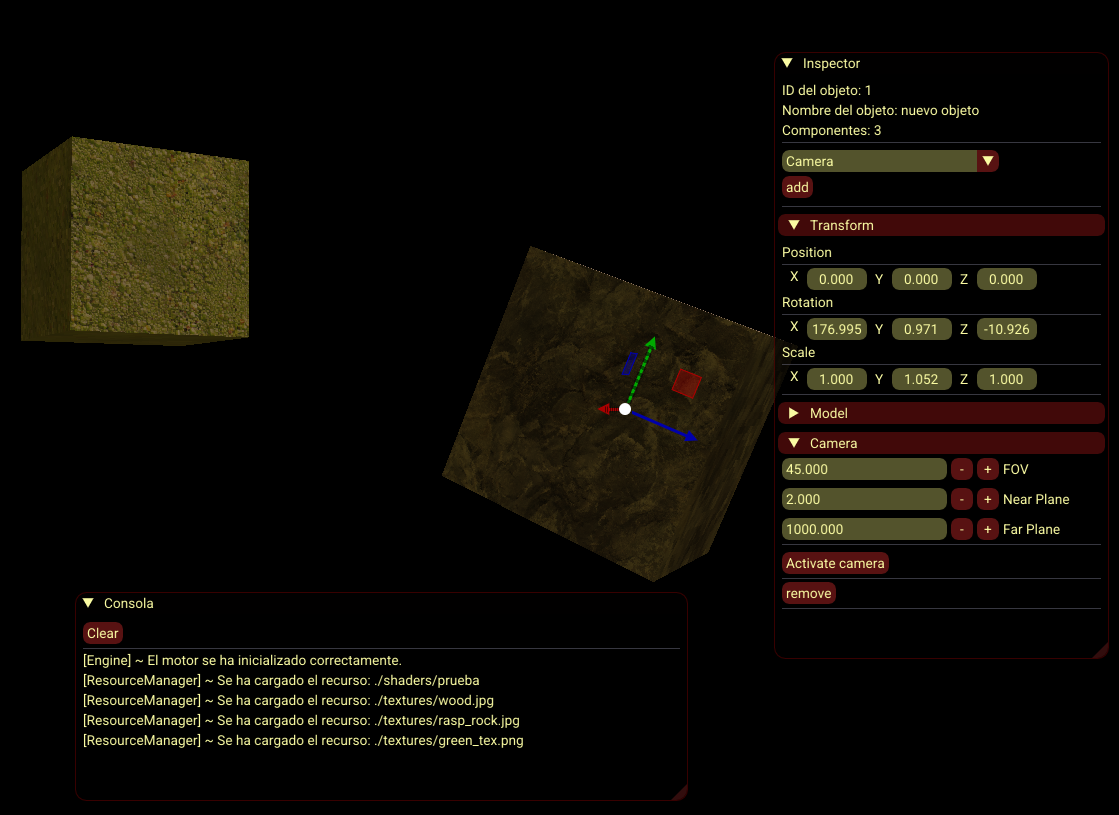 Inspector
ID del objeto: 1
Nombre del objeto: nuevo objeto
Componentes: 3
Camera
add
Transform
Position
X 0.000 Y 0.000 Z 0.000
Rotation
X 176.995 Y 0.971 Z -10.926
Scale
X 1.000 Y 1.052 Z 1.000
Model
Camera
45.000 - + FOV
2.000 - + Near Plane
1000.000 - + Far Plane
Activate camera
remove
Consola
Clear
[Engine] ~ El motor se ha inicializado correctamente.
[ResourceManager] ~ Se ha cargado el recurso: ./shaders/prueba
[ResourceManager] ~ Se ha cargado el recurso: ./textures/wood.jpg
[ResourceManager] ~ Se ha cargado el recurso: ./textures/rasp_rock.jpg
[ResourceManager] ~ Se ha cargado el recurso: ./textures/green_tex.png